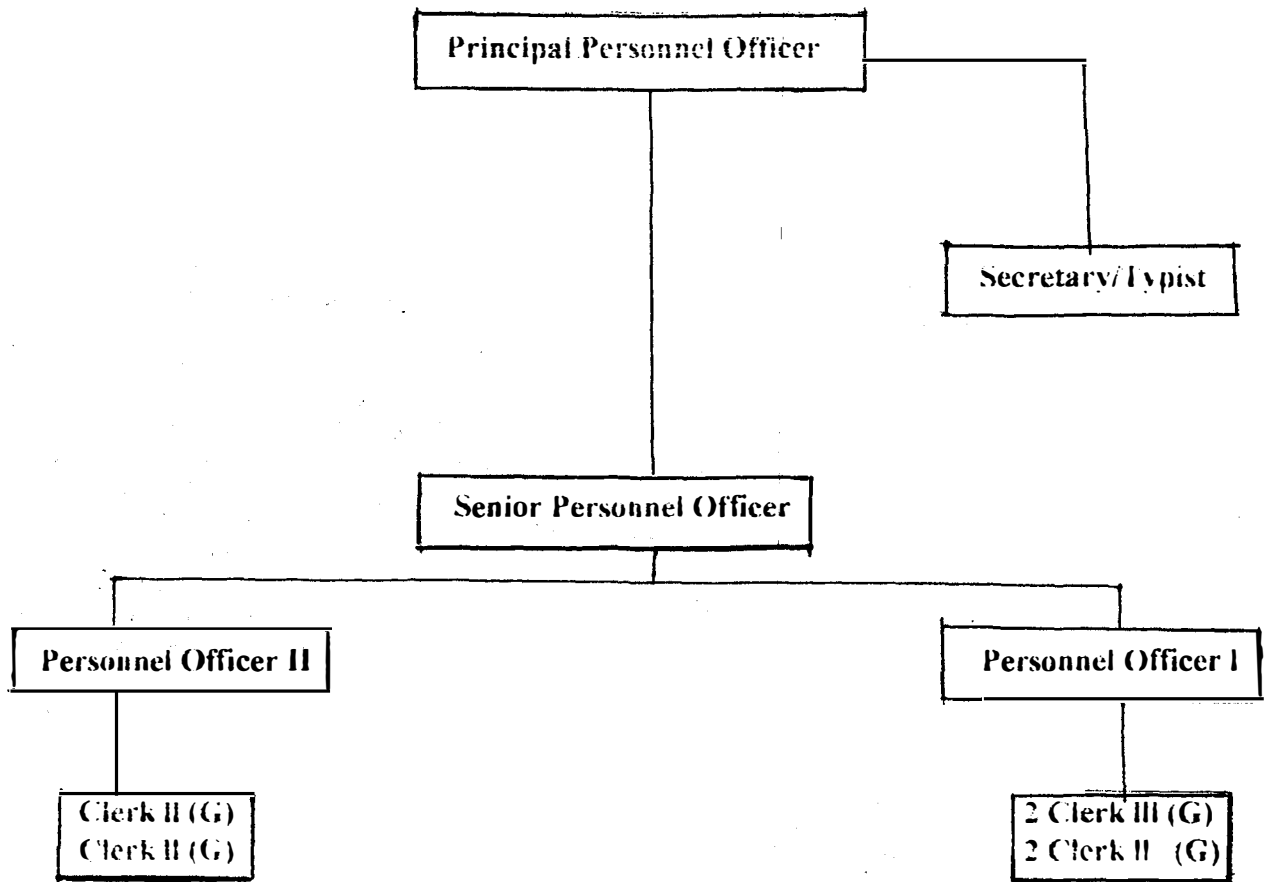 Principal Personnel Officer
Secretary/Typist
Senior Personnel Officer
Personnel Officer II
Personnel Officer I
Clerk II (G)
Clerk II (G)
2 Clerk III (G)
2 Clerk II (G)